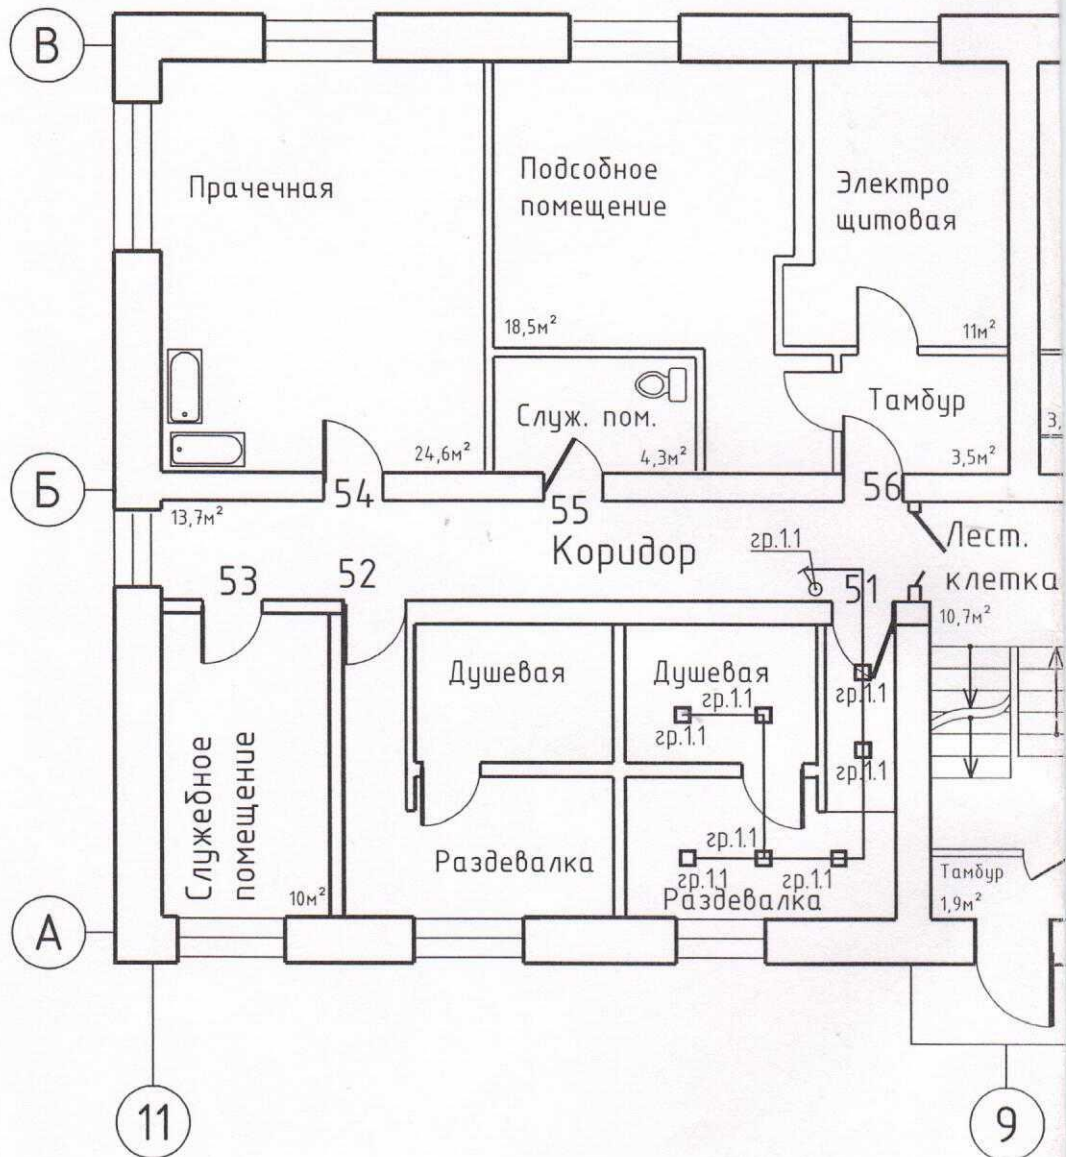 В
Прачечная
Подсобное
помещение
Электро
щитовая
18,5м²
11м²
Тамбур
Служ. пом.
24,6м²
4,3м²
3,5м²
3,
Б
54
55
56
13,7м²
Коридор
гр.1.1
Лест.
клетка
53
52
51
10,7м²
Душевая
Душевая
гр.1.1
гр.1.1
гр.1.1
гр.1.1
Служебное
помещение
Раздевалка
гр.1.1
гр.1.1
гр.1.1
Раздевалка
10м²
Тамбур
1,9м²
А
11
9